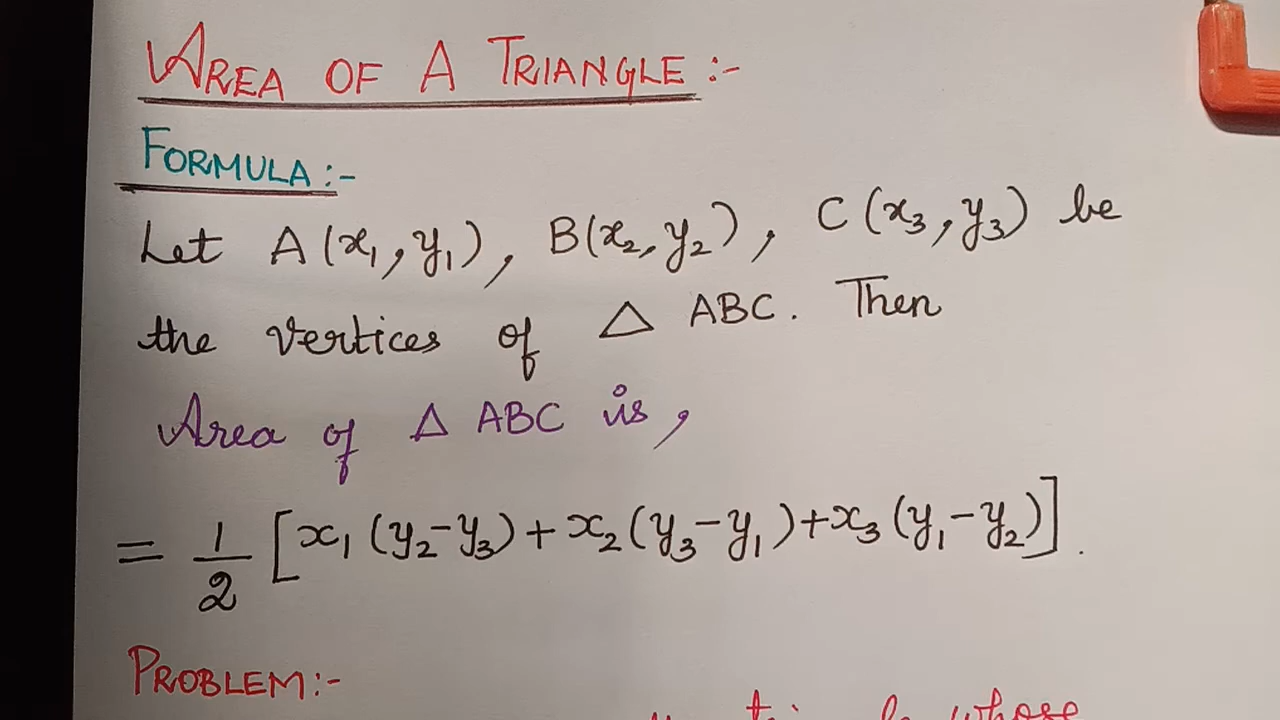 AREA OF A TRIANGLE :-
FORMULA :-
Let A(x₁, y₁), B(x₂, y₂), C(x₃, y₃) be
the vertices of △ ABC. Then
Area of △ ABC is,
= 1/2 [x₁ (y₂-y₃) + x₂ (y₃-y₁) + x₃ (y₁-y₂)].
PROBLEM :-
whose